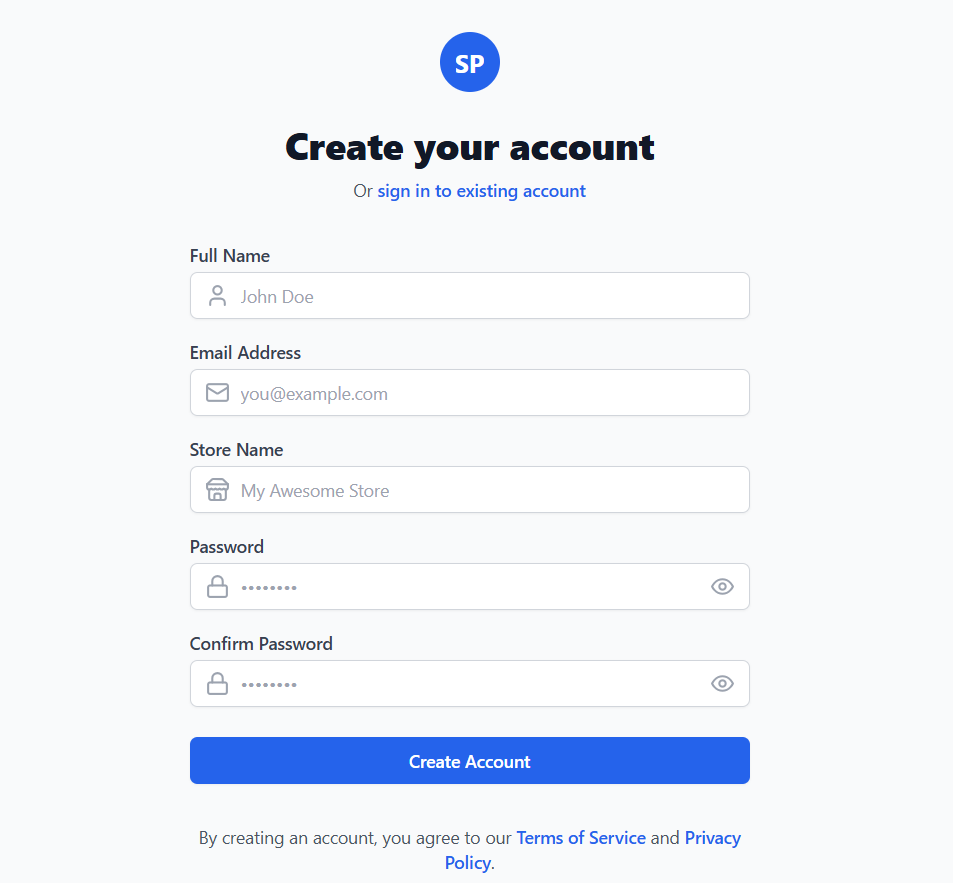 SP
Create your account
Or sign in to existing account
Full Name
John Doe
Email Address
you@example.com
Store Name
My Awesome Store
Password
••••••••
Confirm Password
••••••••
Create Account
By creating an account, you agree to our Terms of Service and Privacy
Policy.